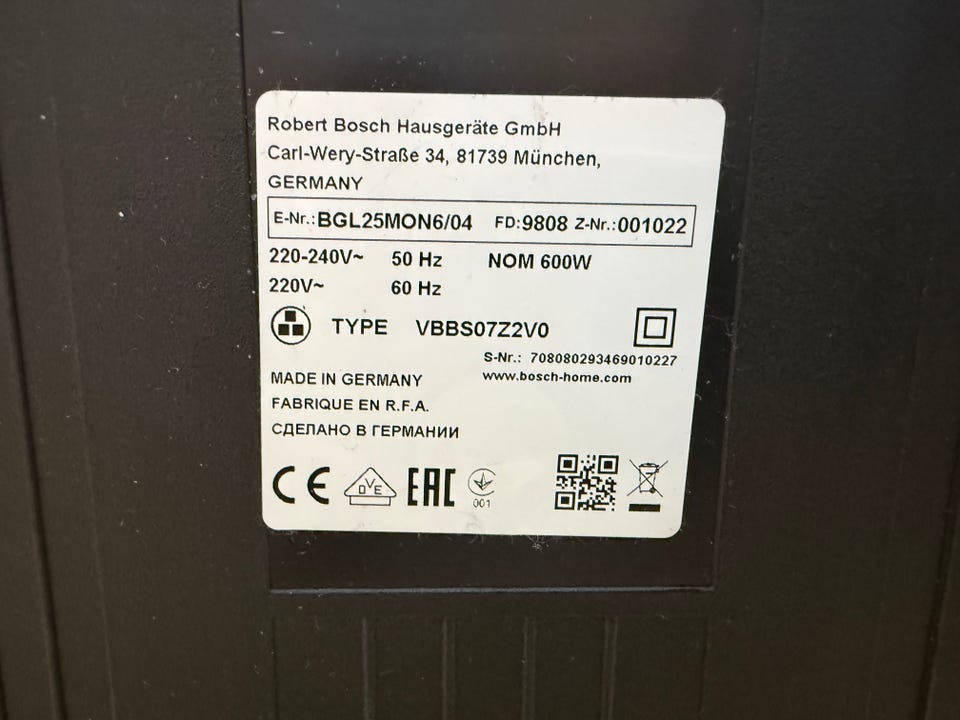 Robert Bosch Hausgeräte GmbH
Carl-Wery-Straße 34, 81739 München,
GERMANY
E-Nr.: BGL25MON6/04 FD: 9808 Z-Nr.: 001022
220-240V~ 50 Hz NOM 600W
220V~ 60 Hz
TYPE VBBS07Z2V0
S-Nr.: 708080293469010227
MADE IN GERMANY www.bosch-home.com
FABRIQUE EN R.F.A.
СДЕЛАНО В ГЕРМАНИИ
CE DVE EAC 001